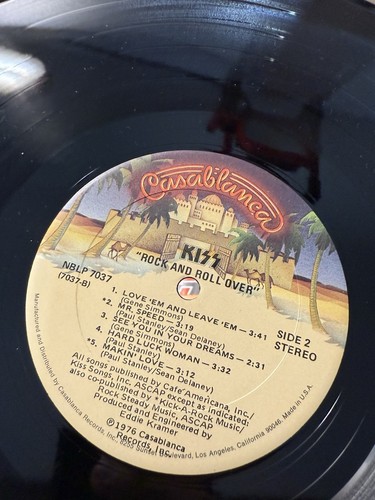 Casablanca
KISS
"ROCK AND ROLL OVER"
NBLP 7037
(7037-B)
SIDE 2
STEREO
1. LOVE 'EM AND LEAVE 'EM — 3:41
(Gene Simmons)
*2. MR. SPEED — 3:19
(Paul Stanley/Sean Delaney)
3. SEE YOU IN YOUR DREAMS — 2:31
(Gene Simmons)
4. HARD LUCK WOMAN — 3:32
(Paul Stanley)
*5. MAKIN' LOVE — 3:12
(Paul Stanley/Sean Delaney)
All songs published by Cafe Americana, Inc./
Kiss Songs, Inc. ASCAP except as indicated:
also co-published by *Kick-A-Rock Music/
Rock Steady Music, ASCAP
Produced and Engineered by
Eddie Kramer
℗1976 Casablanca
Records, Inc.
Manufactured and Distributed by Casablanca Records, Inc., 8255 Sunset Boulevard, Los Angeles, California 90046. Made in U.S.A.